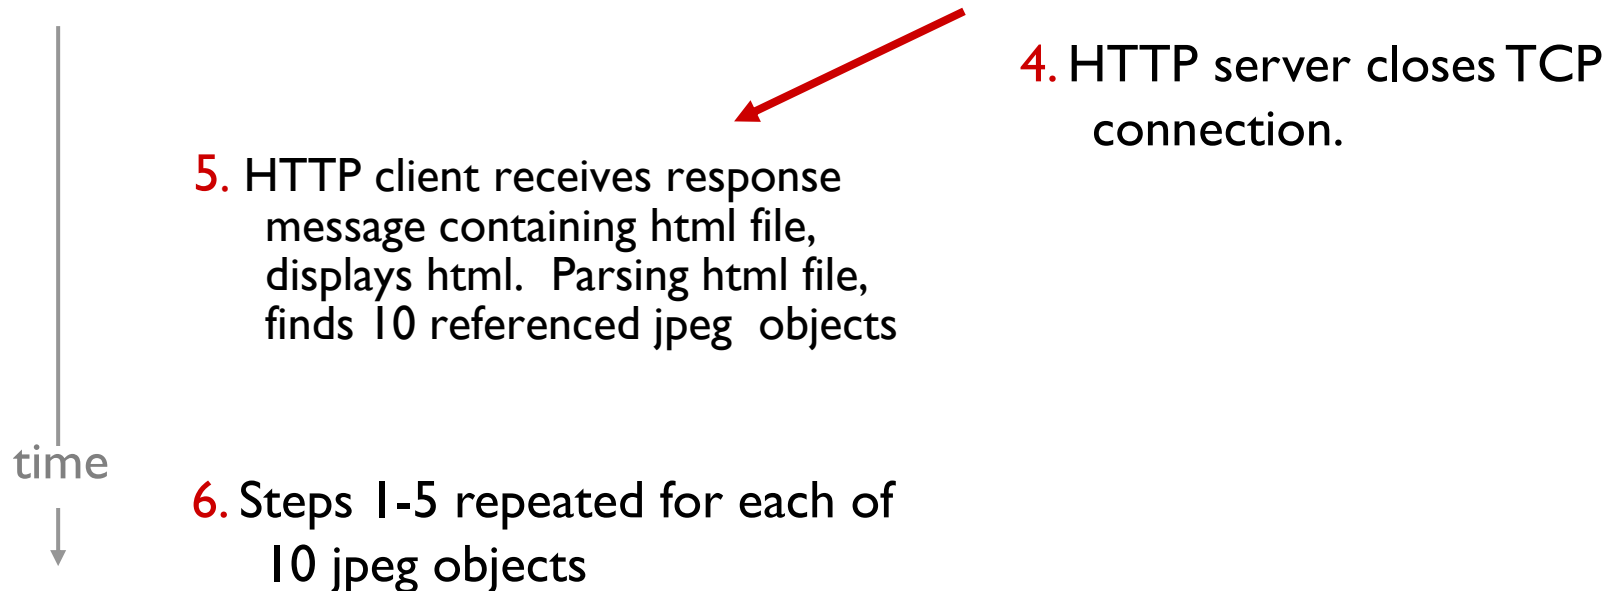 4. HTTP server closes TCP
connection.
5. HTTP client receives response
message containing html file,
displays html.  Parsing html file,
finds 10 referenced jpeg  objects
time
6. Steps 1-5 repeated for each of
10 jpeg objects